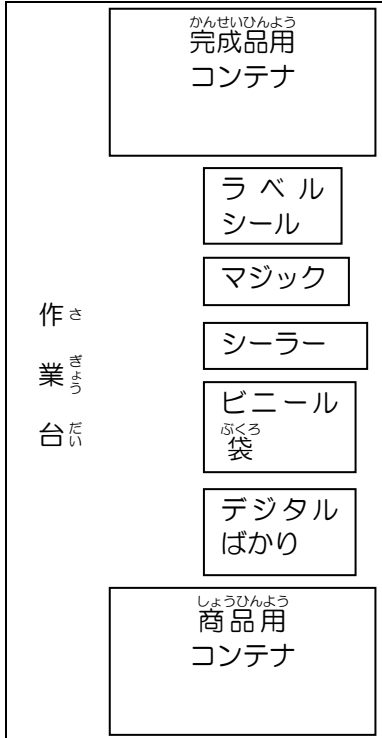 かんせいひんよう
完成品用
コンテナ
ラベル
シール
マジック
シーラー
ビニール
ぶくろ
袋
デジタル
ばかり
しょうひんよう
商品用
コンテナ
作業台
さぎょうだい